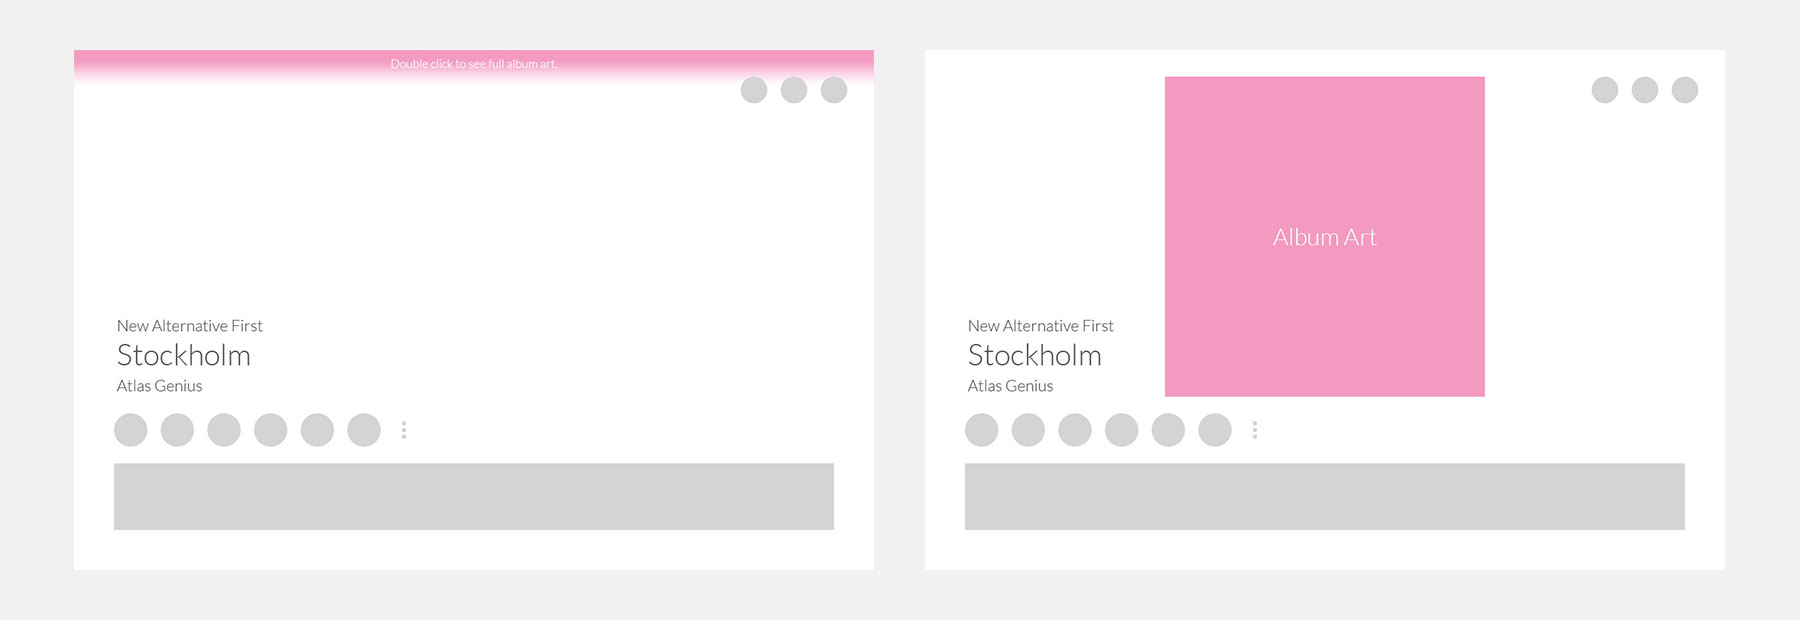 Double click to see full album art.
New Alternative First
Stockholm
Atlas Genius
Album Art
New Alternative First
Stockholm
Atlas Genius